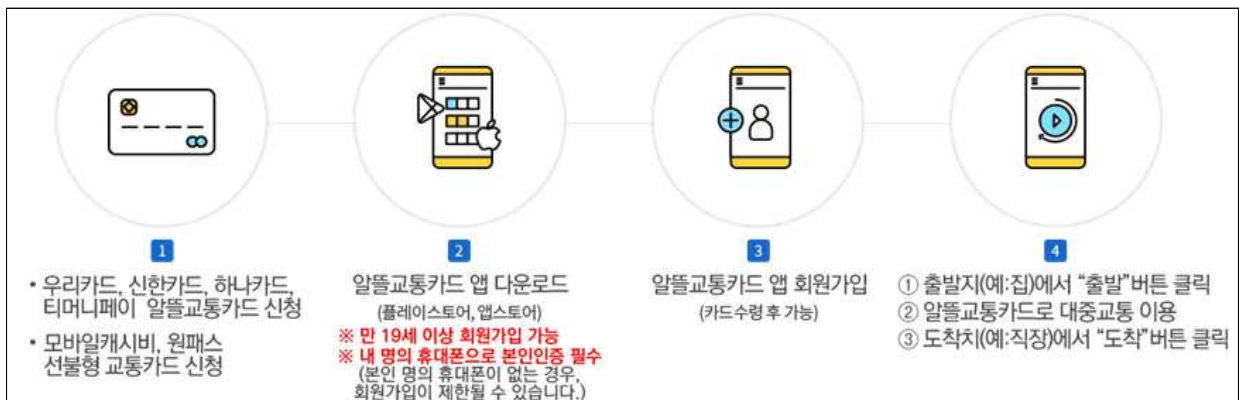 1
• 우리카드, 신한카드, 하나카드,
티머니페이 알뜰교통카드 신청
• 모바일캐시비, 원패스
선불형 교통카드 신청
2
알뜰교통카드 앱 다운로드
(플레이스토어, 앱스토어)
※ 만 19세 이상 회원가입 가능
※ 내 명의 휴대폰으로 본인인증 필수
(본인 명의 휴대폰이 없는 경우,
회원가입이 제한될 수 있습니다.)
3
알뜰교통카드 앱 회원가입
(카드수령 후 가능)
4
① 출발지(예:집)에서 “출발”버튼 클릭
② 알뜰교통카드로 대중교통 이용
③ 도착치(예:직장)에서 “도착”버튼 클릭